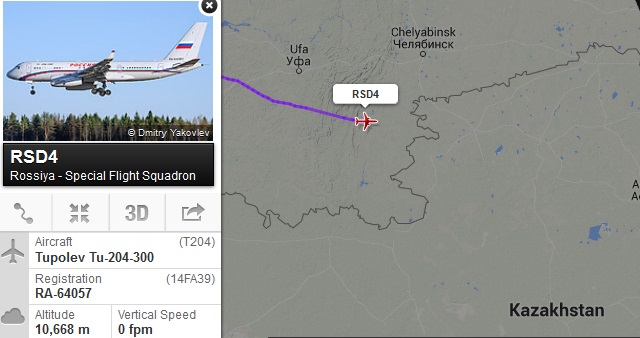 © Dmitry Yakovlev
RSD4
Rossiya - Special Flight Squadron
3D
Aircraft
(T204)
Tupolev Tu-204-300
Registration
(14FA39)
RA-64057
Altitude
10,668 m
Vertical Speed
0 fpm
Chelyabinsk
Челябинск
Ufa
Уфа
RSD4
Kazakhstan